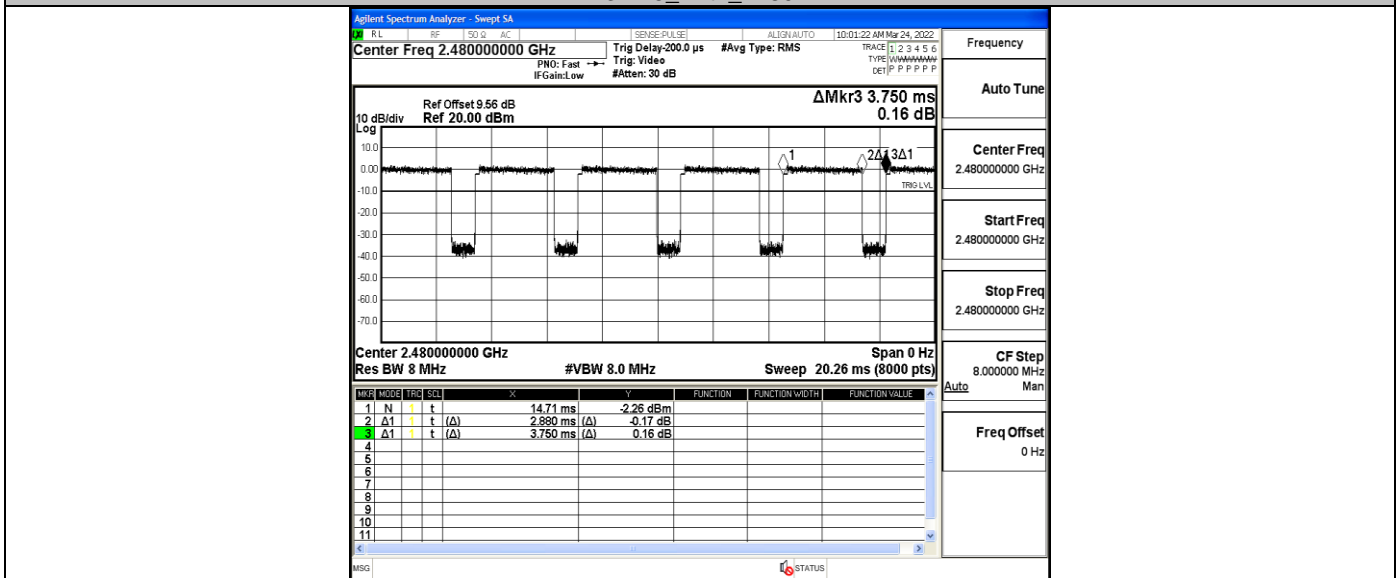 Agilent Spectrum Analyzer - Swept SA
RL RF 50 Ω AC SENSE:PULSE ALIGN AUTO 10:01:22 AM Mar 24, 2022
Center Freq 2.480000000 GHz
PNO: Fast
IFGain:Low
Trig Delay-200.0 µs
Trig: Video
#Atten: 30 dB
#Avg Type: RMS
TRACE 1 2 3 4 5 6
TYPE WWWWWW
DET P P P P P P
ΔMkr3 3.750 ms
0.16 dB
Ref Offset 9.56 dB
10 dB/div Ref 20.00 dBm
Log
10.0
0.00
-10.0
-20.0
-30.0
-40.0
-50.0
-60.0
-70.0
1
2Δ1
3Δ1
TRIG LVL
Center 2.480000000 GHz Span 0 Hz
Res BW 8 MHz #VBW 8.0 MHz Sweep 20.26 ms (8000 pts)
MKR MODE TRC SCL X Y FUNCTION FUNCTION WIDTH FUNCTION VALUE
1 N 1 t 14.71 ms -2.26 dBm
2 Δ1 1 t (Δ) 2.880 ms (Δ) -0.17 dB
3 Δ1 1 t (Δ) 3.750 ms (Δ) 0.16 dB
4
5
6
7
8
9
10
11
MSG STATUS
Frequency
Auto Tune
Center Freq
2.480000000 GHz
Start Freq
2.480000000 GHz
Stop Freq
2.480000000 GHz
CF Step
8.000000 MHz
Auto Man
Freq Offset
0 Hz